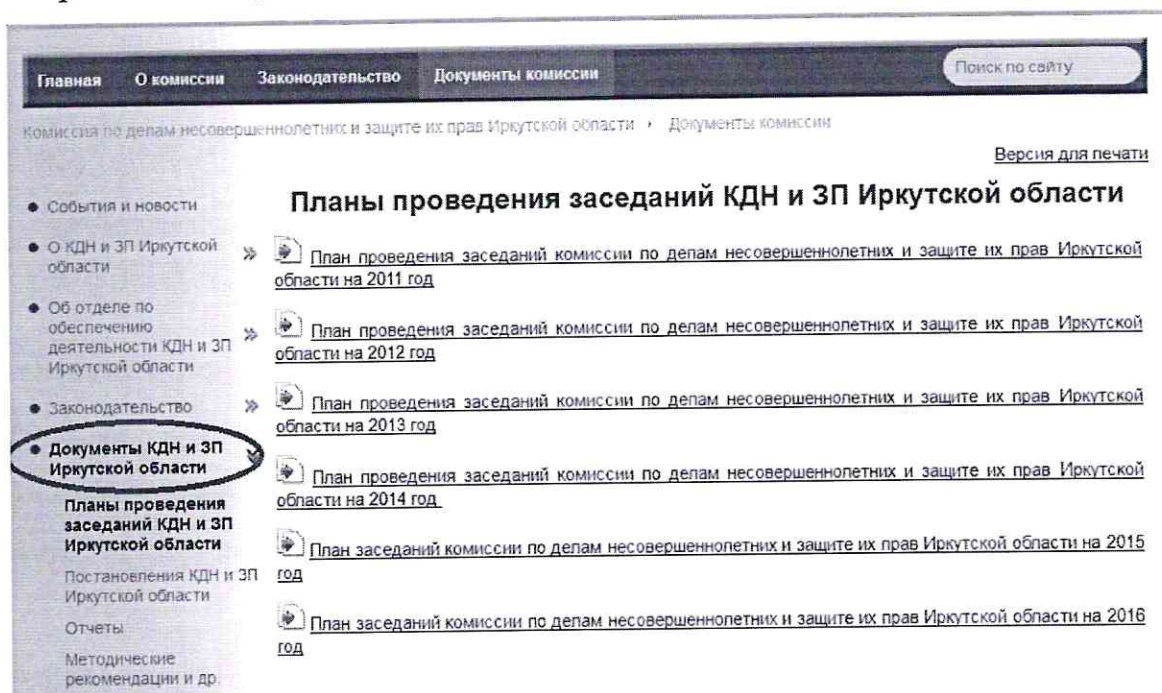 Главная О комиссии Законодательство Документы комиссии Поиск по сайту
Комиссия по делам несовершеннолетних и защите их прав Иркутской области › Документы комиссии
Версия для печати
Планы проведения заседаний КДН и ЗП Иркутской области
События и новости
О КДН и ЗП Иркутской
области
Об отделе по
обеспечению
деятельности КДН и ЗП
Иркутской области
Законодательство
Документы КДН и ЗП
Иркутской области
Планы проведения
заседаний КДН и ЗП
Иркутской области
Постановления КДН и ЗП
Иркутской области
Отчеты
Методические
рекомендации и др.
План проведения заседаний комиссии по делам несовершеннолетних и защите их прав Иркутской
области на 2011 год
План проведения заседаний комиссии по делам несовершеннолетних и защите их прав Иркутской
области на 2012 год
План проведения заседаний комиссии по делам несовершеннолетних и защите их прав Иркутской
области на 2013 год
План проведения заседаний комиссии по делам несовершеннолетних и защите их прав Иркутской
области на 2014 год
План заседаний комиссии по делам несовершеннолетних и защите их прав Иркутской области на 2015
год
План заседаний комиссии по делам несовершеннолетних и защите их прав Иркутской области на 2016
год